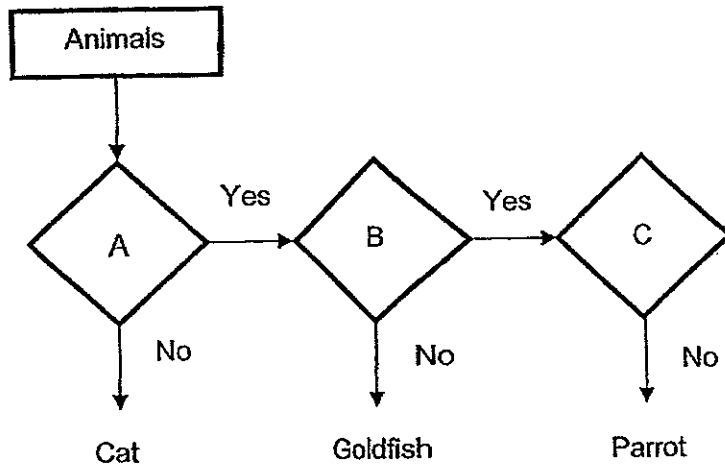 Animals
Yes
Yes
A
B
C
No
No
No
Cat
Goldfish
Parrot